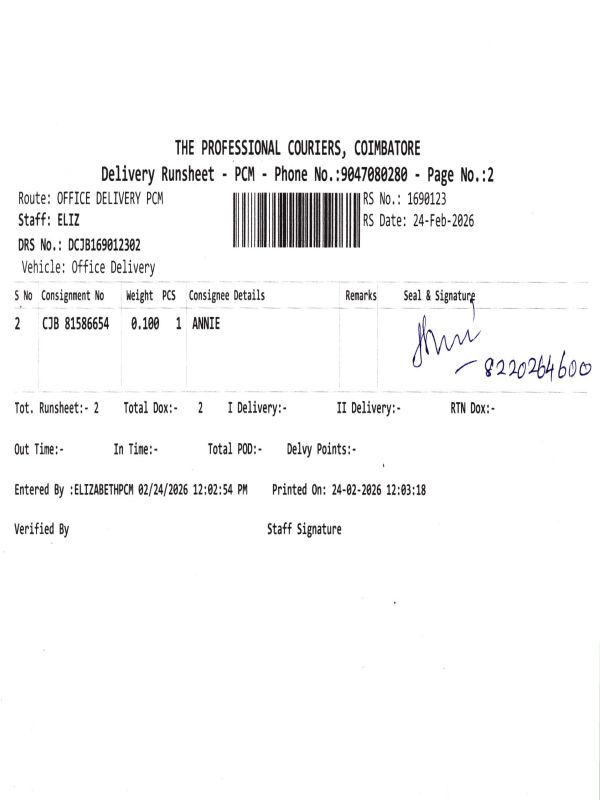 THE PROFESSIONAL COURIERS, COIMBATORE
Delivery Runsheet - PCM - Phone No.:9047080280 - Page No.:2
Route: OFFICE DELIVERY PCM
RS No.: 1690123
Staff: ELIZ
RS Date: 24-Feb-2026
DRS No.: DCJB169012302
Vehicle: Office Delivery
S No Consignment No Weight PCS Consignee Details Remarks Seal & Signature
2 CJB 81586654 0.100 1 ANNIE
- 8220264600
Tot. Runsheet:- 2 Total Dox:- 2 I Delivery:- II Delivery:- RTN Dox:-
Out Time:- In Time:- Total POD:- Delvy Points:-
Entered By :ELIZABETHPCM 02/24/2026 12:02:54 PM Printed On: 24-02-2026 12:03:18
Verified By Staff Signature